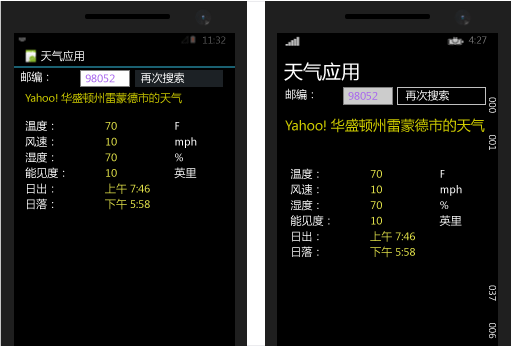 11:32
天气应用
邮编： 98052 再次搜索
Yahoo! 华盛顿州雷蒙德市的天气
温度： 70 F
风速： 10 mph
湿度： 70 %
能见度： 10 英里
日出： 上午 7:46
日落： 下午 5:58
4:27
天气应用
邮编： 98052 再次搜索
Yahoo! 华盛顿州雷蒙德市的天气
温度： 70 F
风速： 10 mph
湿度： 70 %
能见度： 10 英里
日出： 上午 7:46
日落： 下午 5:58
000
001
037
006